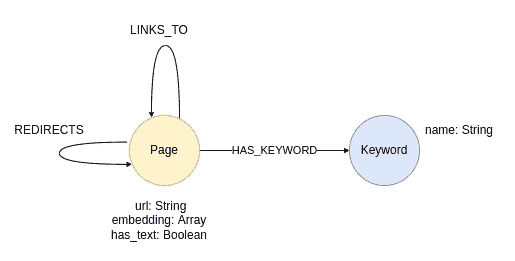 LINKS_TO
REDIRECTS
Page
HAS_KEYWORD
Keyword
name: String
url: String
embedding: Array
has_text: Boolean